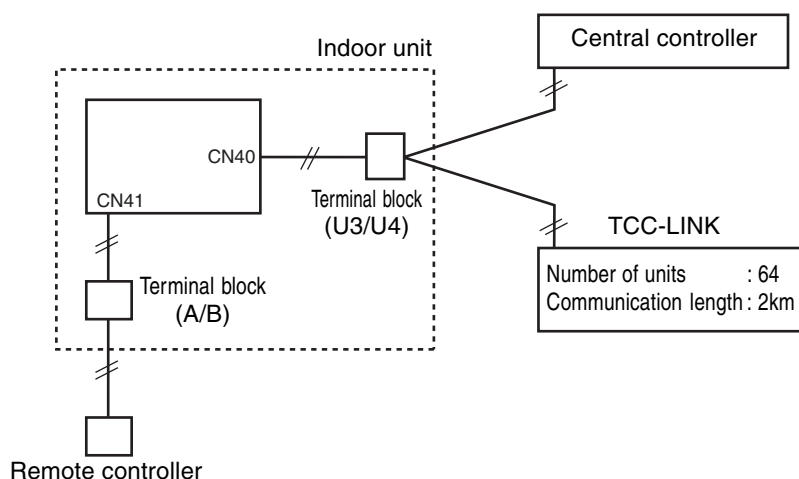 Indoor unit
Central controller
CN40
CN41
Terminal block
(U3/U4)
TCC-LINK
Number of units : 64
Communication length : 2km
Terminal block
(A/B)
Remote controller